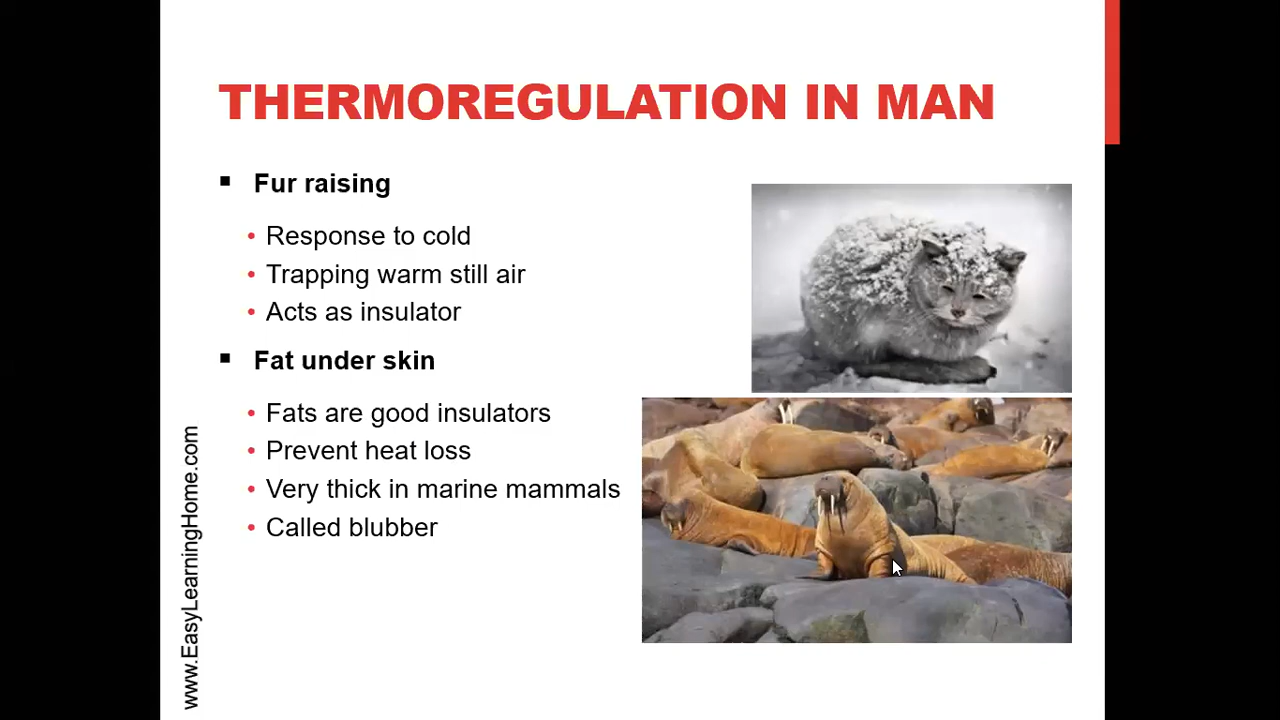 THERMOREGULATION IN MAN
Fur raising
Response to cold
Trapping warm still air
Acts as insulator
Fat under skin
Fats are good insulators
Prevent heat loss
Very thick in marine mammals
Called blubber
www.EasyLearningHome.com